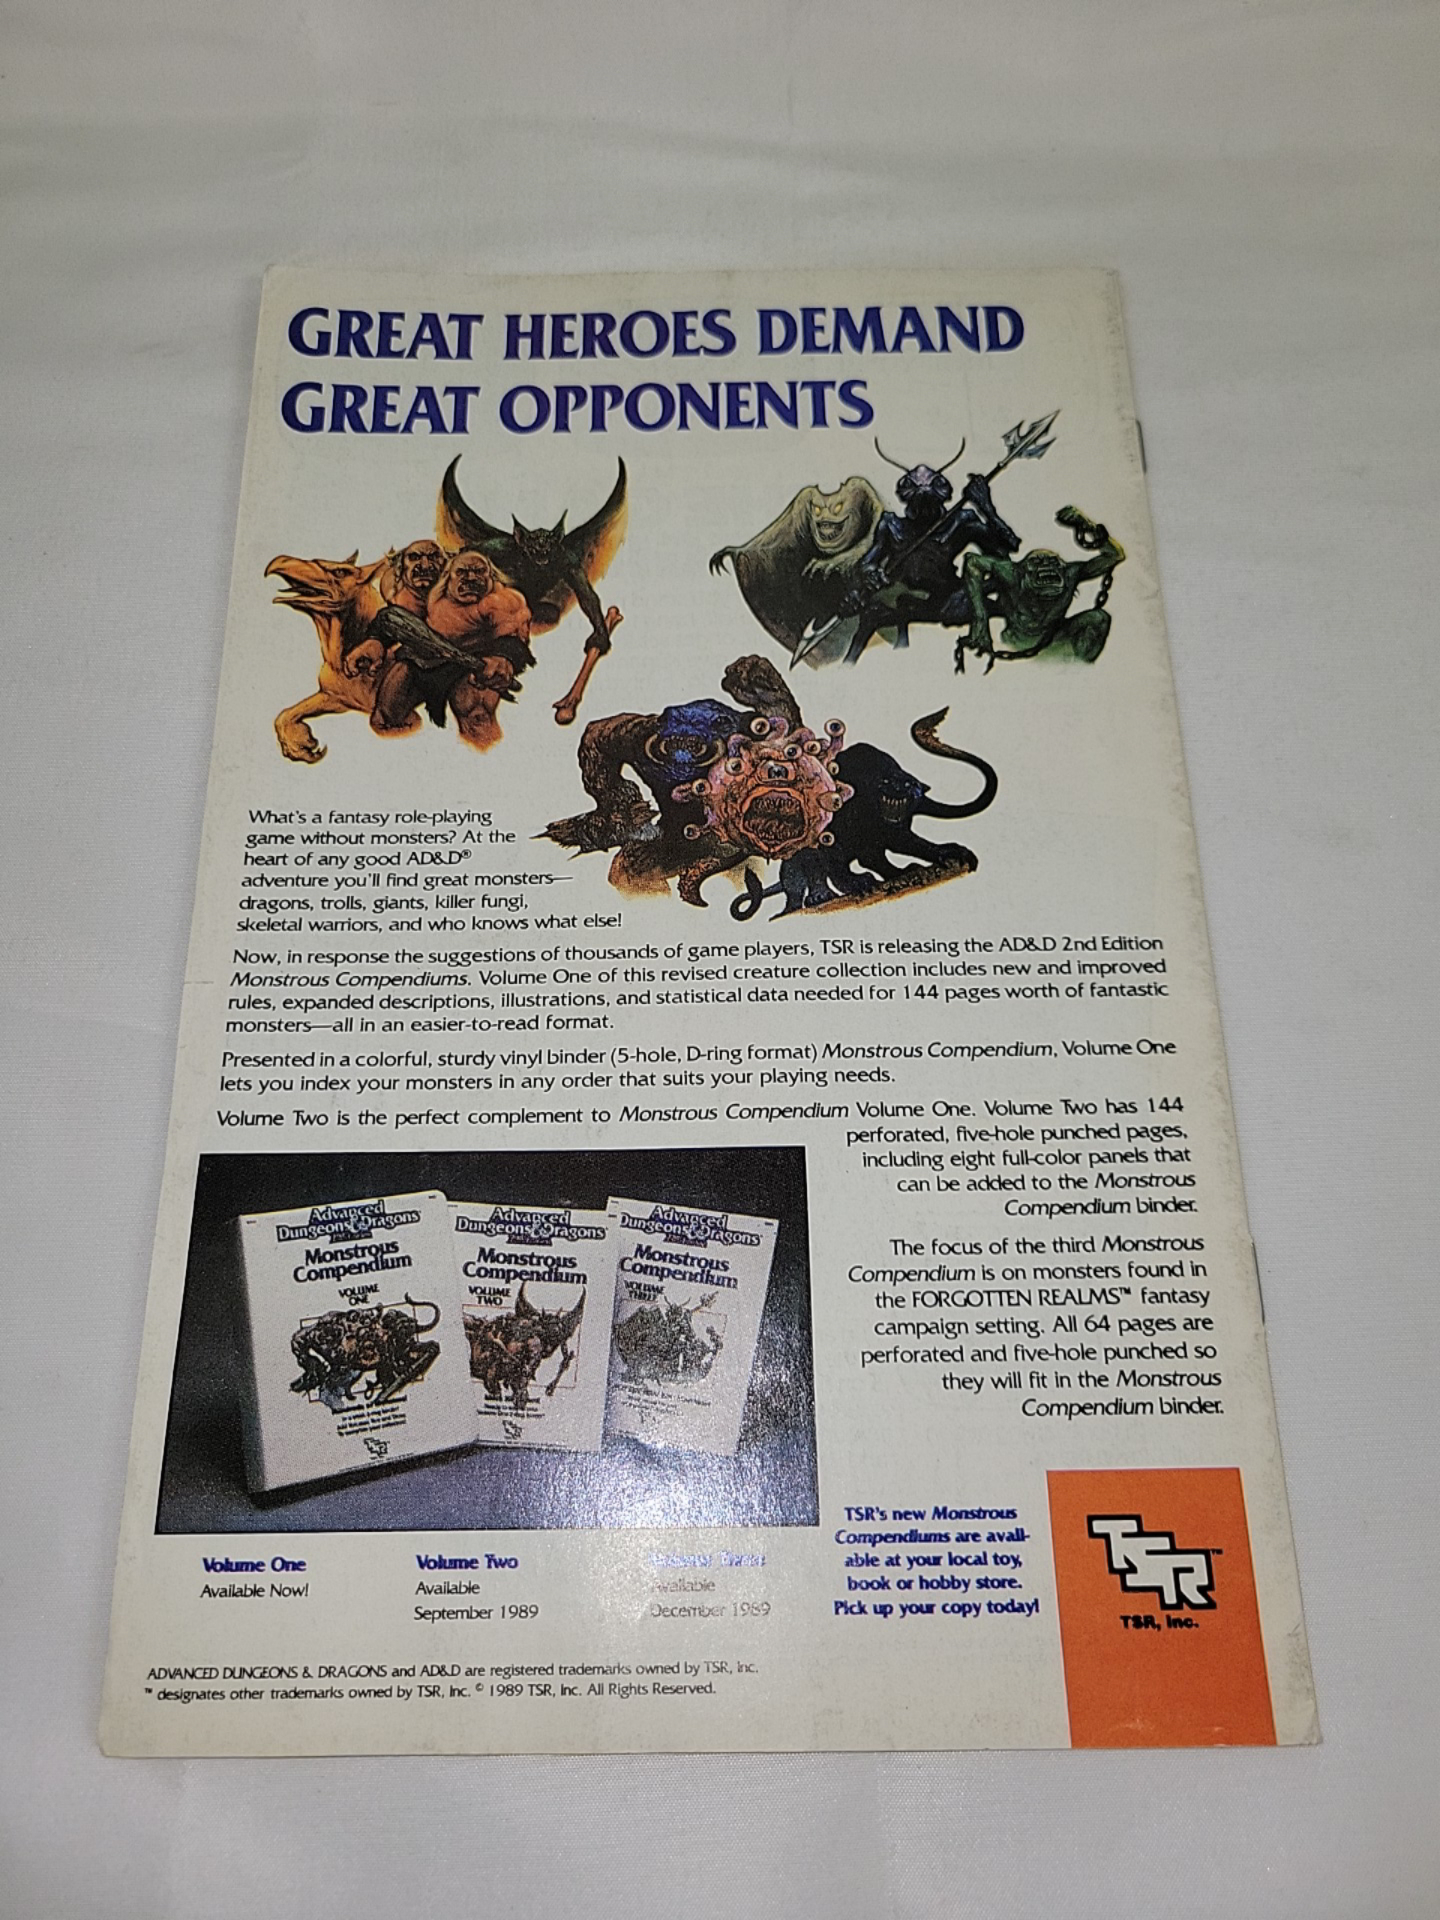 GREAT HEROES DEMAND
GREAT OPPONENTS
What's a fantasy role-playing
game without monsters? At the
heart of any good AD&D®
adventure you'll find great monsters—
dragons, trolls, giants, killer fungi,
skeletal warriors, and who knows what else!
Now, in response the suggestions of thousands of game players, TSR is releasing the AD&D 2nd Edition
Monstrous Compendiums. Volume One of this revised creature collection includes new and improved
rules, expanded descriptions, illustrations, and statistical data needed for 144 pages worth of fantastic
monsters—all in an easier-to-read format.
Presented in a colorful, sturdy vinyl binder (5-hole, D-ring format) Monstrous Compendium, Volume One
lets you index your monsters in any order that suits your playing needs.
Volume Two is the perfect complement to Monstrous Compendium Volume One. Volume Two has 144
perforated, five-hole punched pages,
including eight full-color panels that
can be added to the Monstrous
Compendium binder.
The focus of the third Monstrous
Compendium is on monsters found in
the FORGOTTEN REALMS™ fantasy
campaign setting. All 64 pages are
perforated and five-hole punched so
they will fit in the Monstrous
Compendium binder.
Advanced
Dungeons & Dragons
Monstrous
Compendium
VOLUME
ONE
TSR
Advanced
Dungeons & Dragons
Monstrous
Compendium
VOLUME
TWO
Advanced
Dungeons & Dragons
Monstrous
Compendium
VOLUME
THREE
Volume One
Available Now!
Volume Two
Available
September 1989
Available
December 1989
TSR's new Monstrous
Compendiums are avail-
able at your local toy,
book or hobby store.
Pick up your copy today!
TSR™
TSR, Inc.
ADVANCED DUNGEONS & DRAGONS and AD&D are registered trademarks owned by TSR, Inc.
™ designates other trademarks owned by TSR, Inc. © 1989 TSR, Inc. All Rights Reserved.